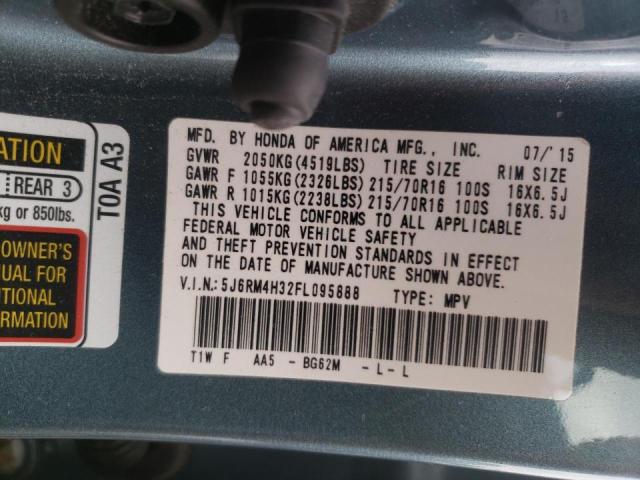 ATION
REAR 3
kg or 850lbs.
OWNER'S
UAL FOR
ITIONAL
RMATION
T0A A3
MFD. BY HONDA OF AMERICA MFG., INC. 07/'15
GVWR 2050KG(4519LBS) TIRE SIZE RIM SIZE
GAWR F 1055KG(2326LBS) 215/70R16 100S 16X6.5J
GAWR R 1015KG(2238LBS) 215/70R16 100S 16X6.5J
THIS VEHICLE CONFORMS TO ALL APPLICABLE
FEDERAL MOTOR VEHICLE SAFETY
AND THEFT PREVENTION STANDARDS IN EFFECT
ON THE DATE OF MANUFACTURE SHOWN ABOVE.
V.I.N.:5J6RM4H32FL095888 TYPE: MPV
T1W F AA5 - BG62M - L - L